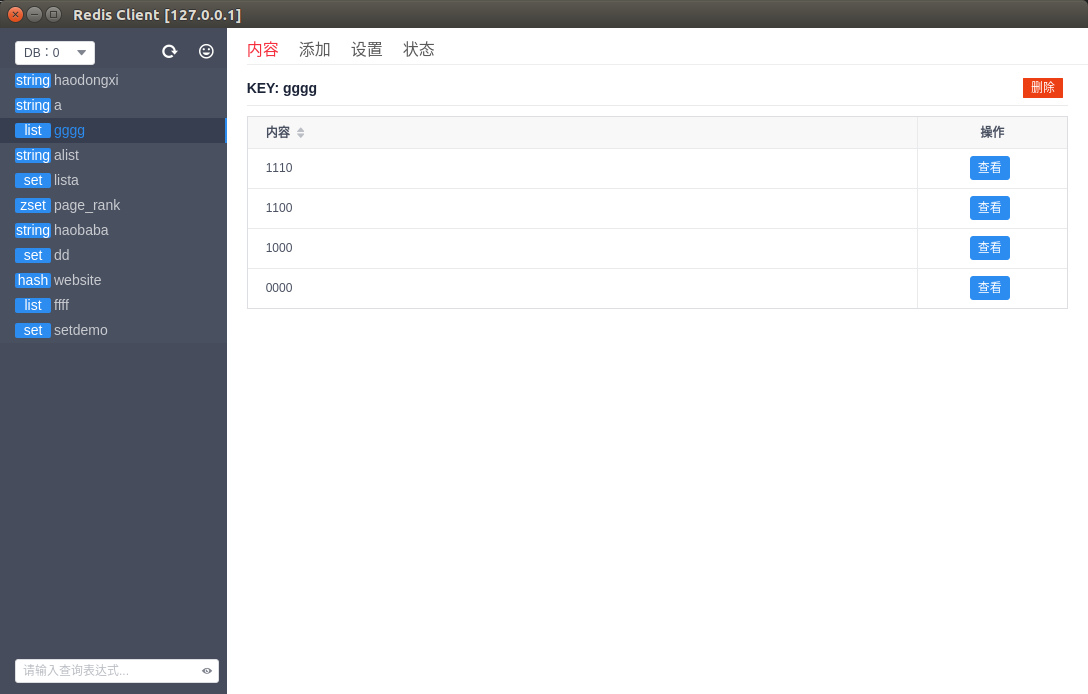 Redis Client [127.0.0.1]
DB：0
string haodongxi
string a
list gggg
string alist
set lista
zset page_rank
string haobaba
set dd
hash website
list ffff
set setdemo
请输入查询表达式...
内容 添加 设置 状态
KEY: gggg 删除
内容 操作
1110 查看
1100 查看
1000 查看
0000 查看